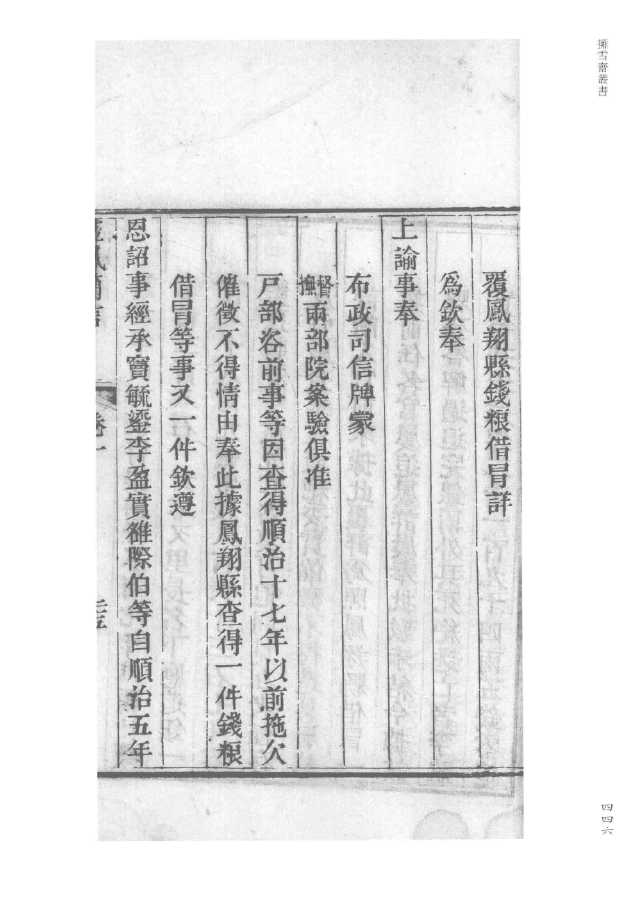 覆鳳翔縣錢粮借冒詳
為欽奉
上諭事奉
布政司信牌蒙
督撫兩部院案驗俱准
戸部咨前事等因查得順治十七年以前拖欠
催徵不得情由奉此據鳳翔縣查得一件錢粮
借冒等事又一件欽遵
恩詔事經承竇毓鎏李盈實雒際伯等自順治五年
卷一
四四六